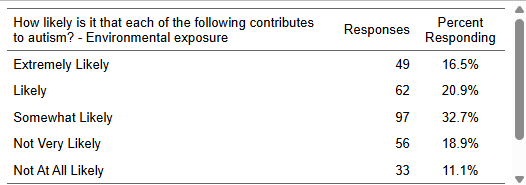 How likely is it that each of the following contributes Responses Percent
to autism? - Environmental exposure Responding
Extremely Likely 49 16.5%
Likely 62 20.9%
Somewhat Likely 97 32.7%
Not Very Likely 56 18.9%
Not At All Likely 33 11.1%